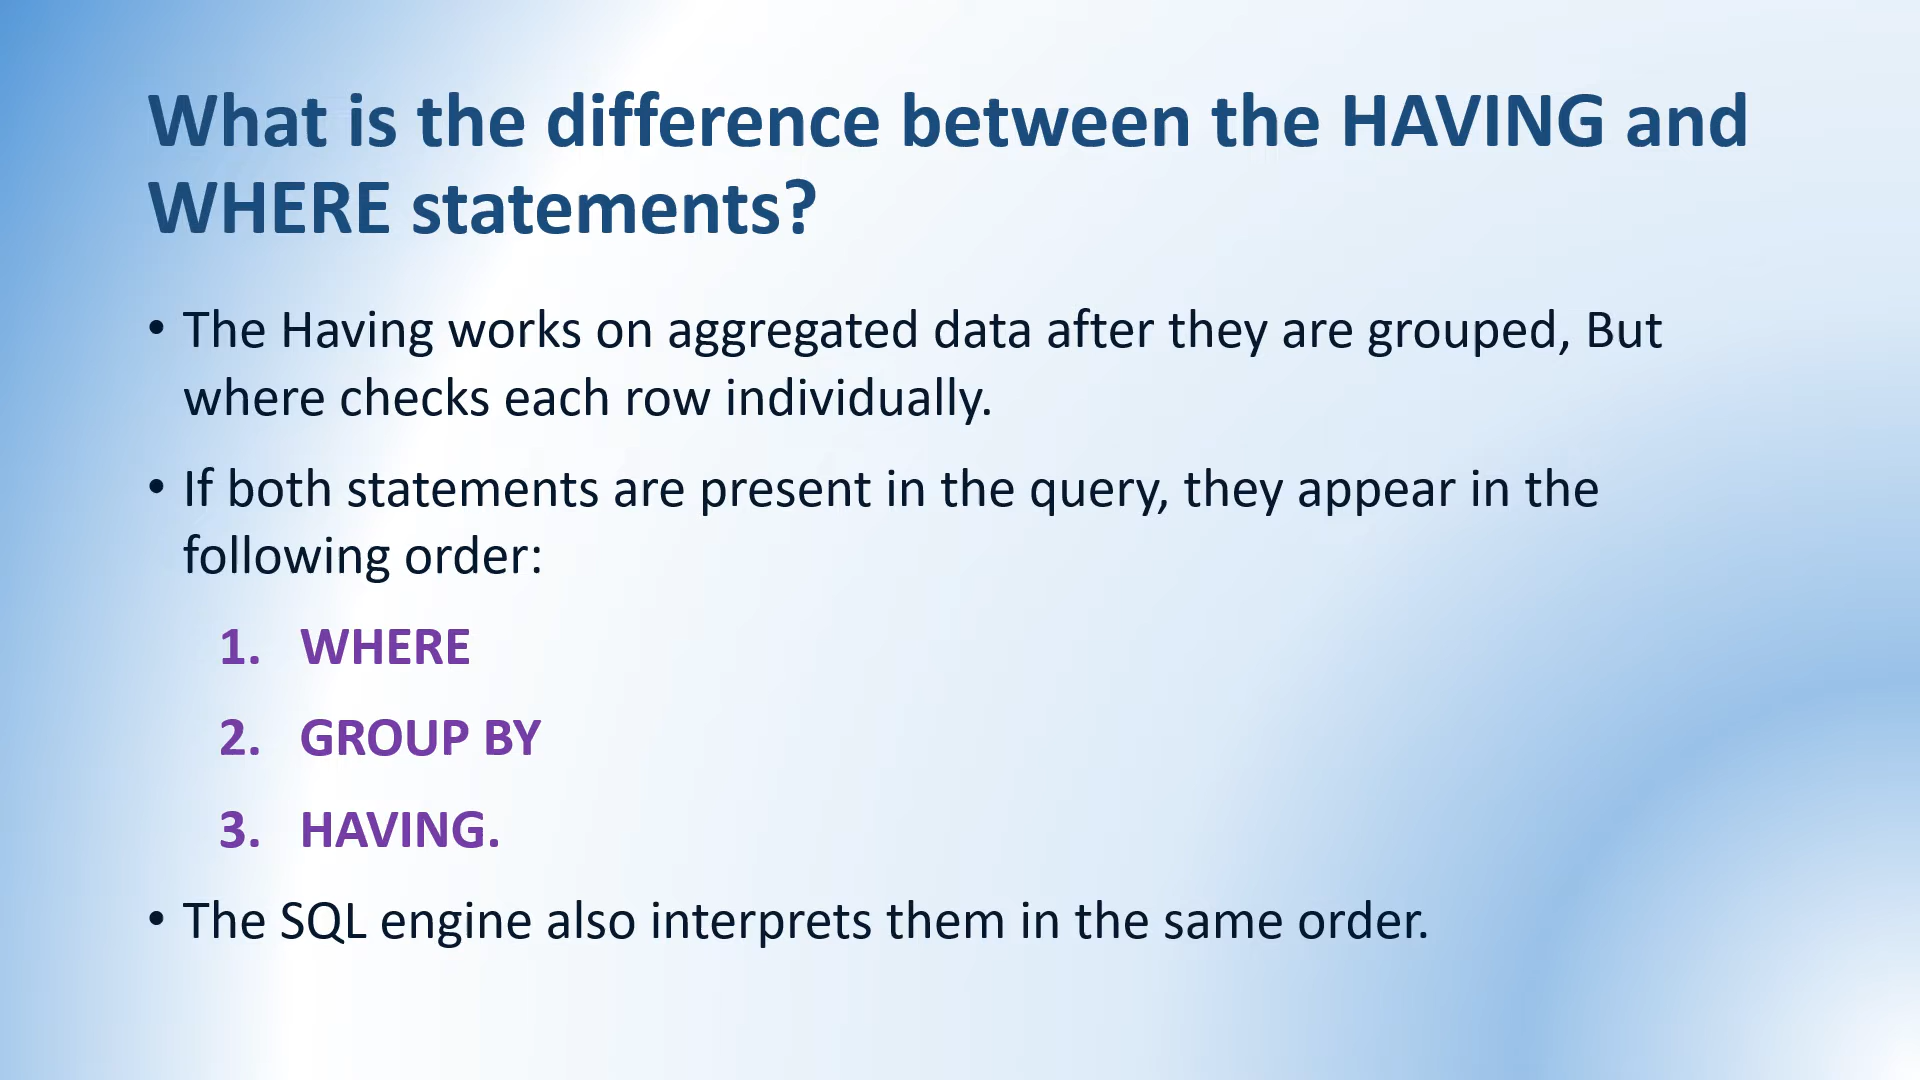 What is the difference between the HAVING and
WHERE statements?
• The Having works on aggregated data after they are grouped, But
where checks each row individually.
• If both statements are present in the query, they appear in the
following order:
1. WHERE
2. GROUP BY
3. HAVING.
• The SQL engine also interprets them in the same order.